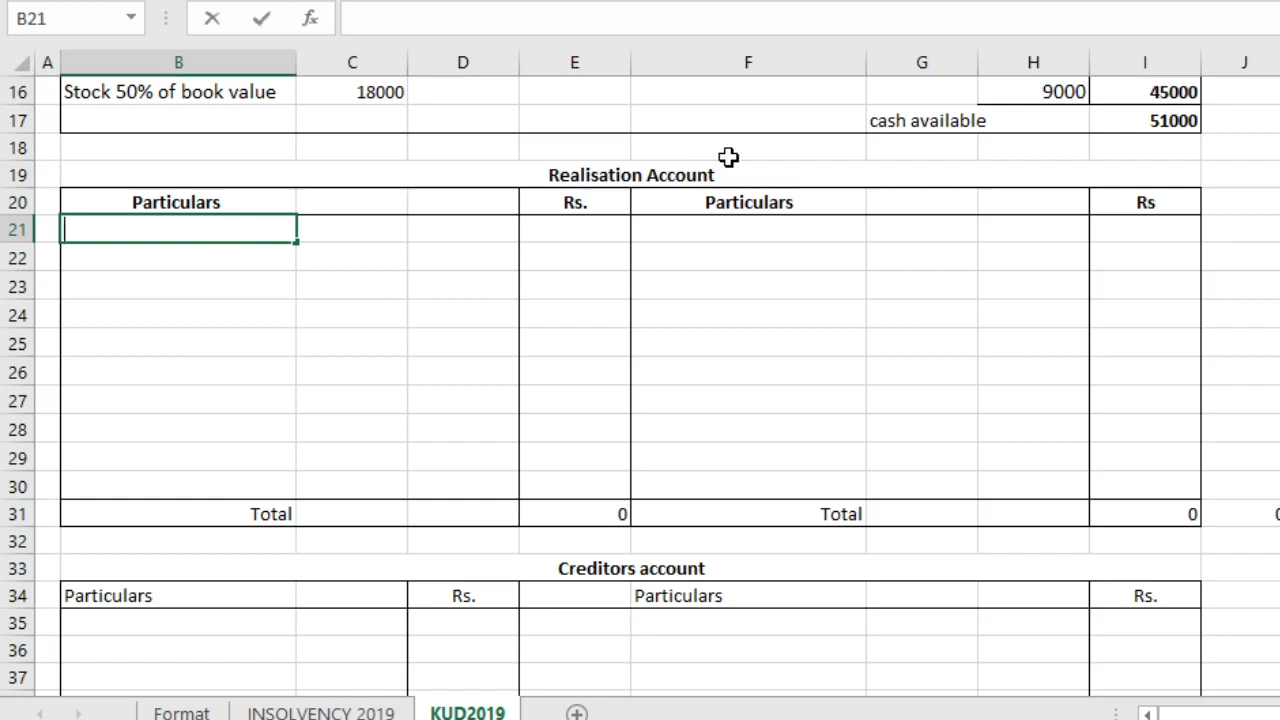 B21 fx
A B C D E F G H I J
16 Stock 50% of book value 18000 9000 45000
17 cash available 51000
18
19 Realisation Account
20 Particulars Rs. Particulars Rs
21
22
23
24
25
26
27
28
29
30
31 Total 0 Total 0 0
32
33 Creditors account
34 Particulars Rs. Particulars Rs.
35
36
37
Format INSOLVENCY 2019 KUD2019